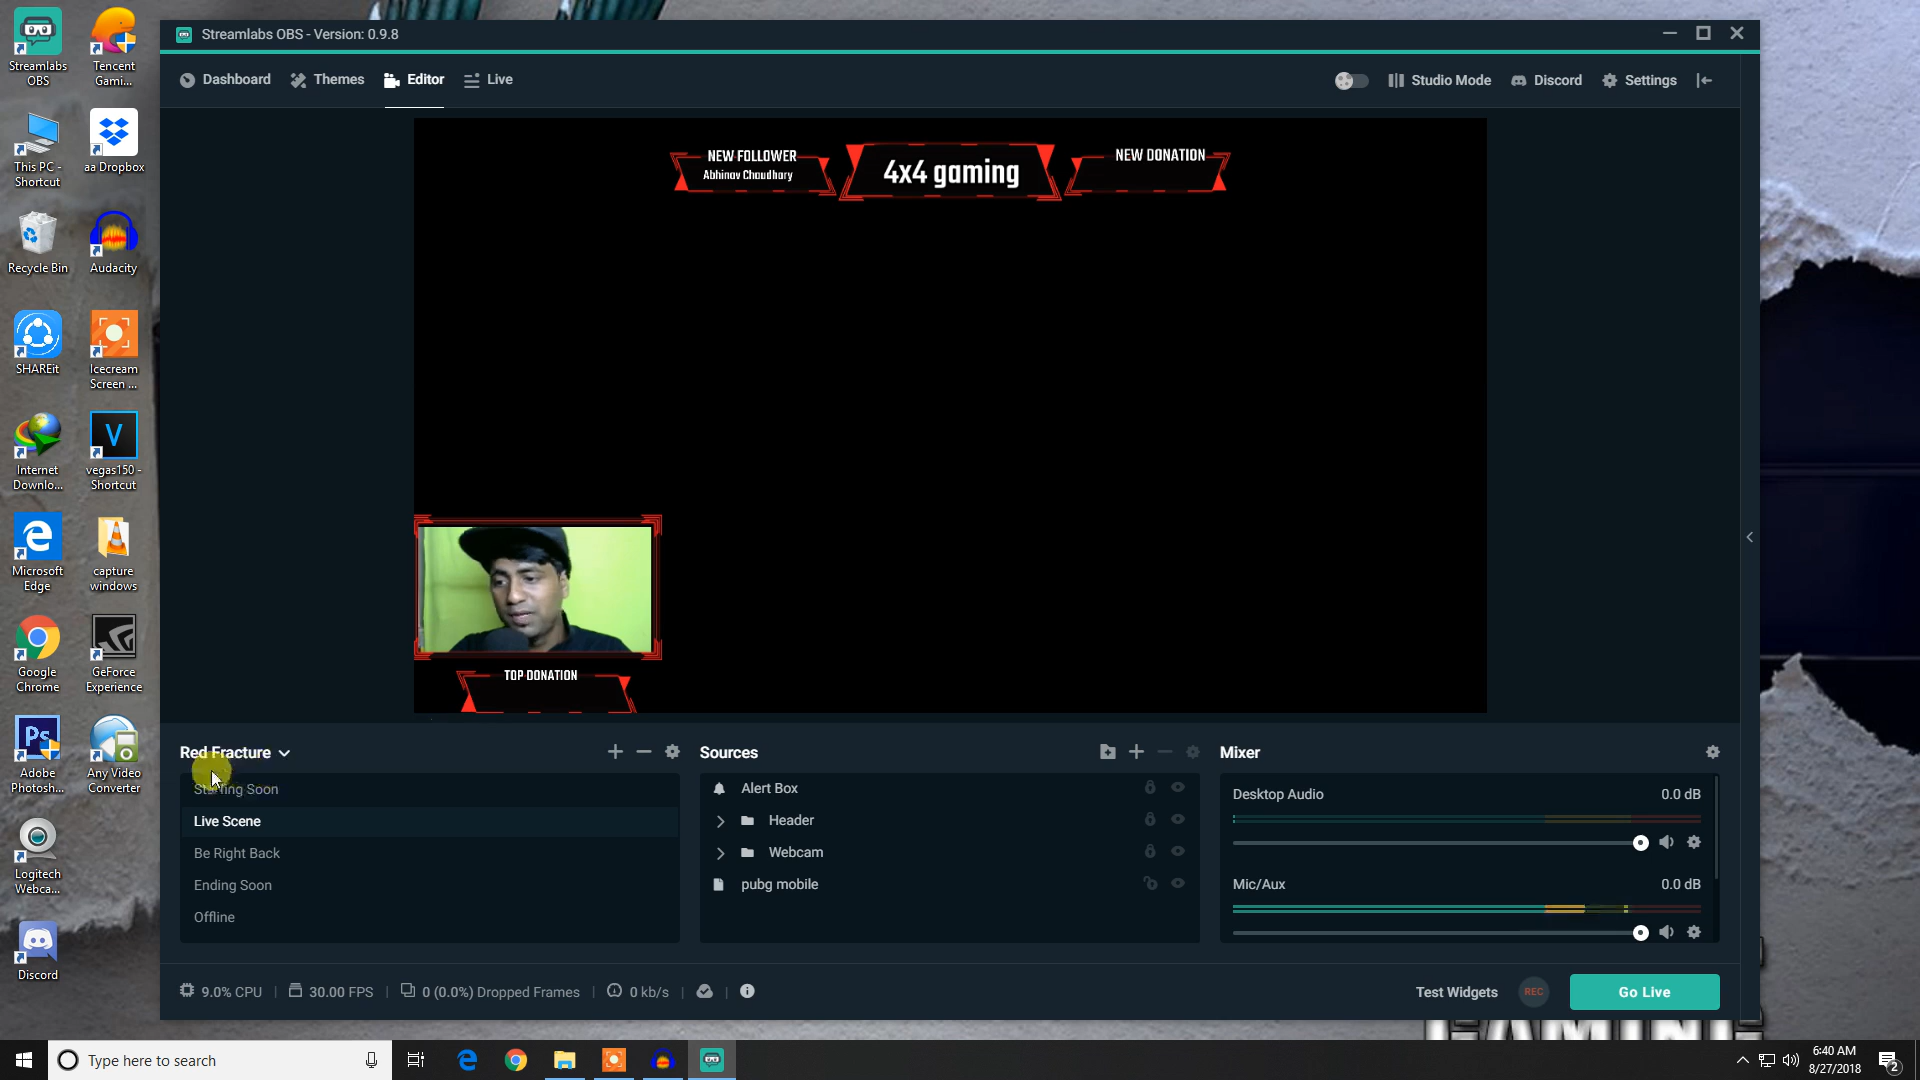 Streamlabs OBS
Tencent Gami...
This PC - Shortcut
aa Dropbox
Recycle Bin
Audacity
SHAREit
Icecream Screen ...
Internet Downlo...
vegas150 - Shortcut
Microsoft Edge
capture windows
Google Chrome
GeForce Experience
Adobe Photosh...
Any Video Converter
Logitech Webca...
Discord
Streamlabs OBS - Version: 0.9.8
Dashboard
Themes
Editor
Live
Studio Mode
Discord
Settings
NEW FOLLOWER
Abhinav Chaudhary
4x4 gaming
NEW DONATION
TOP DONATION
Red Fracture
Starting Soon
Live Scene
Be Right Back
Ending Soon
Offline
Sources
Alert Box
Header
Webcam
pubg mobile
Mixer
Desktop Audio 0.0 dB
Mic/Aux 0.0 dB
9.0% CPU
30.00 FPS
0 (0.0%) Dropped Frames
0 kb/s
Test Widgets
REC
Go Live
Type here to search
6:40 AM
8/27/2018
2